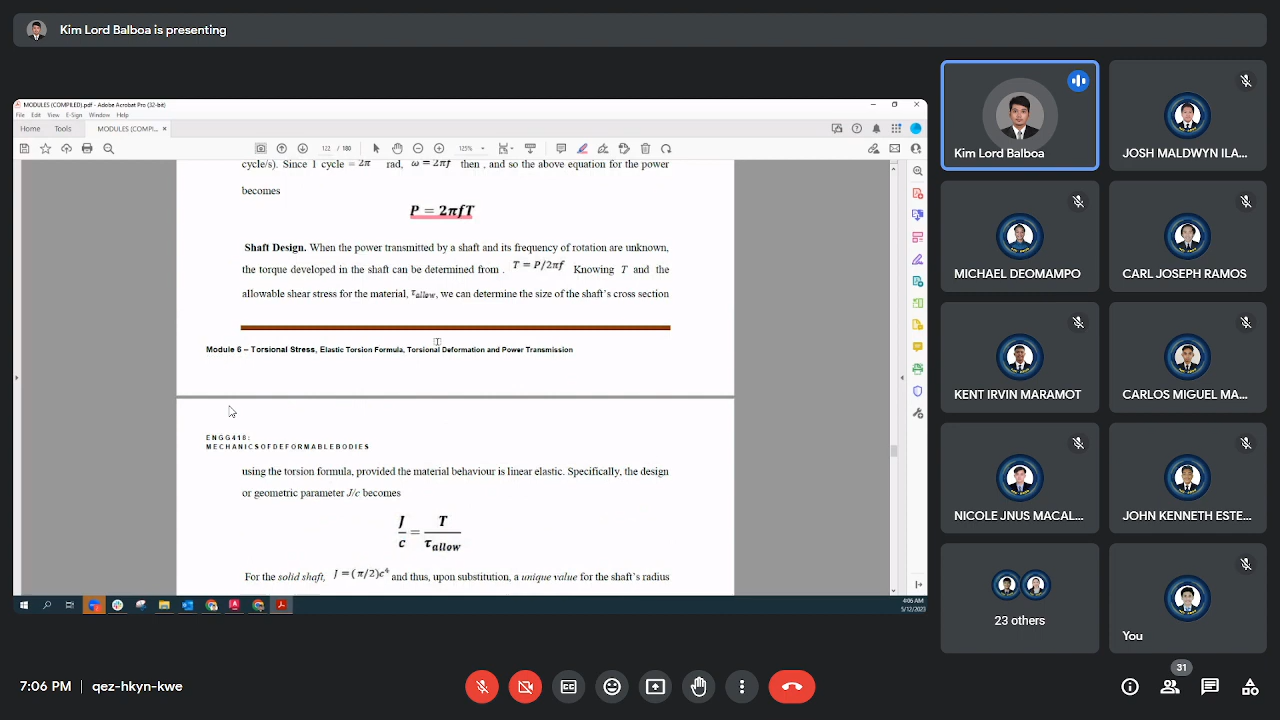 Kim Lord Balboa is presenting
MODULES (COMPILED).pdf - Adobe Acrobat Pro (32-bit)
File Edit View E-Sign Window Help
Home Tools MODULES (COMPI... ×
122 / 180 125%
cycle/s). Since 1 cycle = 2π rad, ω = 2πf then , and so the above equation for the power
becomes
P = 2πfT
Shaft Design. When the power transmitted by a shaft and its frequency of rotation are unknown,
the torque developed in the shaft can be determined from . T = P/2πf Knowing T and the
allowable shear stress for the material, τallow, we can determine the size of the shaft's cross section
Module 6 – Torsional Stress, Elastic Torsion Formula, Torsional Deformation and Power Transmission
ENGG418:
MECHANICSOFDEFORMABLEBODIES
using the torsion formula, provided the material behaviour is linear elastic. Specifically, the design
or geometric parameter J/c becomes
J/c = T/τallow
For the solid shaft, J = (π/2)c⁴ and thus, upon substitution, a unique value for the shaft's radius
4:06 AM
5/12/2023
Kim Lord Balboa
JOSH MALDWYN ILA...
MICHAEL DEOMAMPO
CARL JOSEPH RAMOS
KENT IRVIN MARAMOT
CARLOS MIGUEL MA...
NICOLE JNUS MACAL...
JOHN KENNETH ESTE...
23 others
You
7:06 PM | qez-hkyn-kwe
31